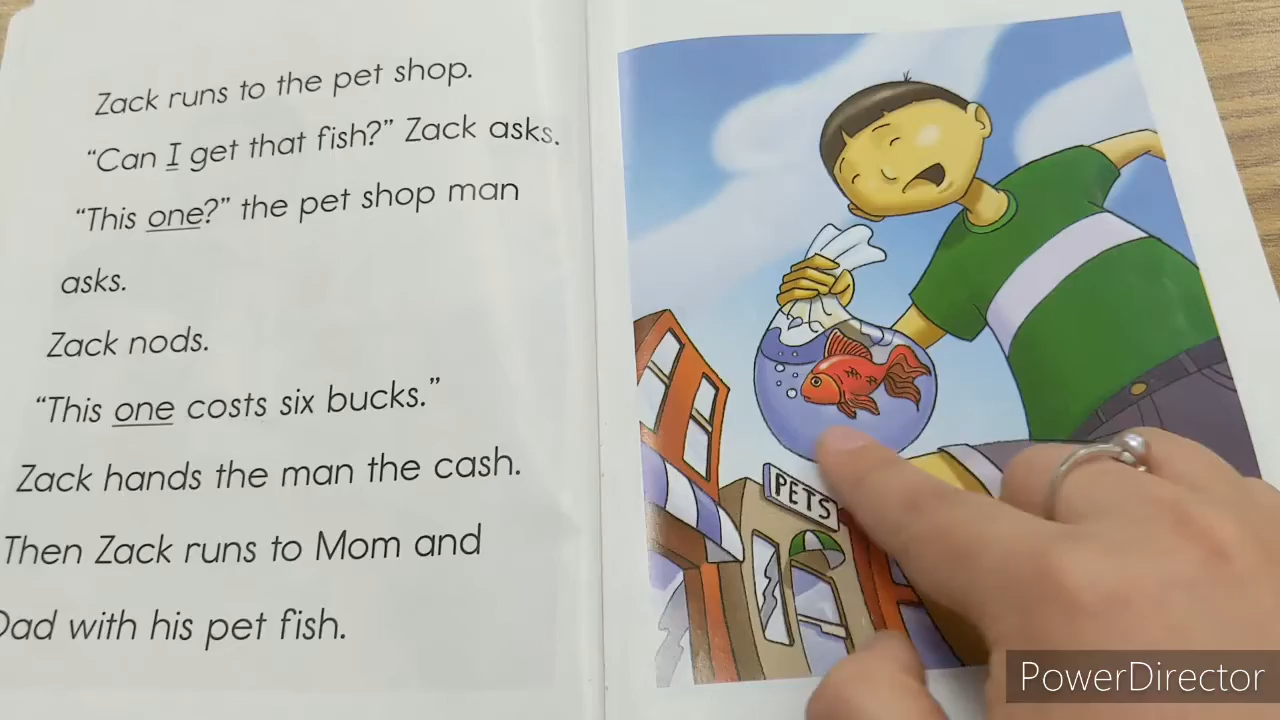 Zack runs to the pet shop.
“Can I get that fish?” Zack asks.
“This one?” the pet shop man
asks.
Zack nods.
“This one costs six bucks.”
Zack hands the man the cash.
Then Zack runs to Mom and
Dad with his pet fish.
PETS
PowerDirector